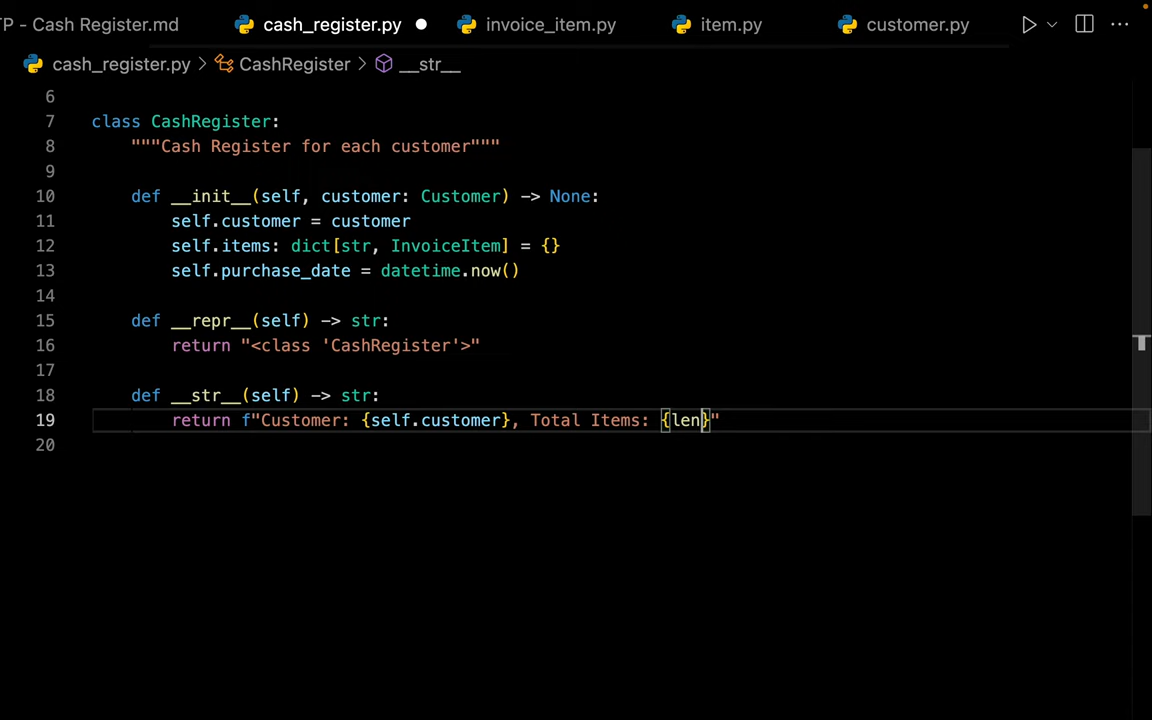 P - Cash Register.md cash_register.py invoice_item.py item.py customer.py
cash_register.py > CashRegister > __str__
6
7 class CashRegister:
8 """Cash Register for each customer"""
9
10 def __init__(self, customer: Customer) -> None:
11 self.customer = customer
12 self.items: dict[str, InvoiceItem] = {}
13 self.purchase_date = datetime.now()
14
15 def __repr__(self) -> str:
16 return "<class 'CashRegister'>"
17
18 def __str__(self) -> str:
19 return f"Customer: {self.customer}, Total Items: {len}"
20